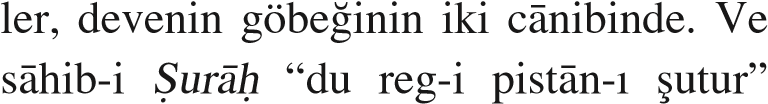 ler, devenin göbeğinin iki cānibinde. Ve
sāhib-i Ṣurāḥ “du reg-i pistān-ı şutur”